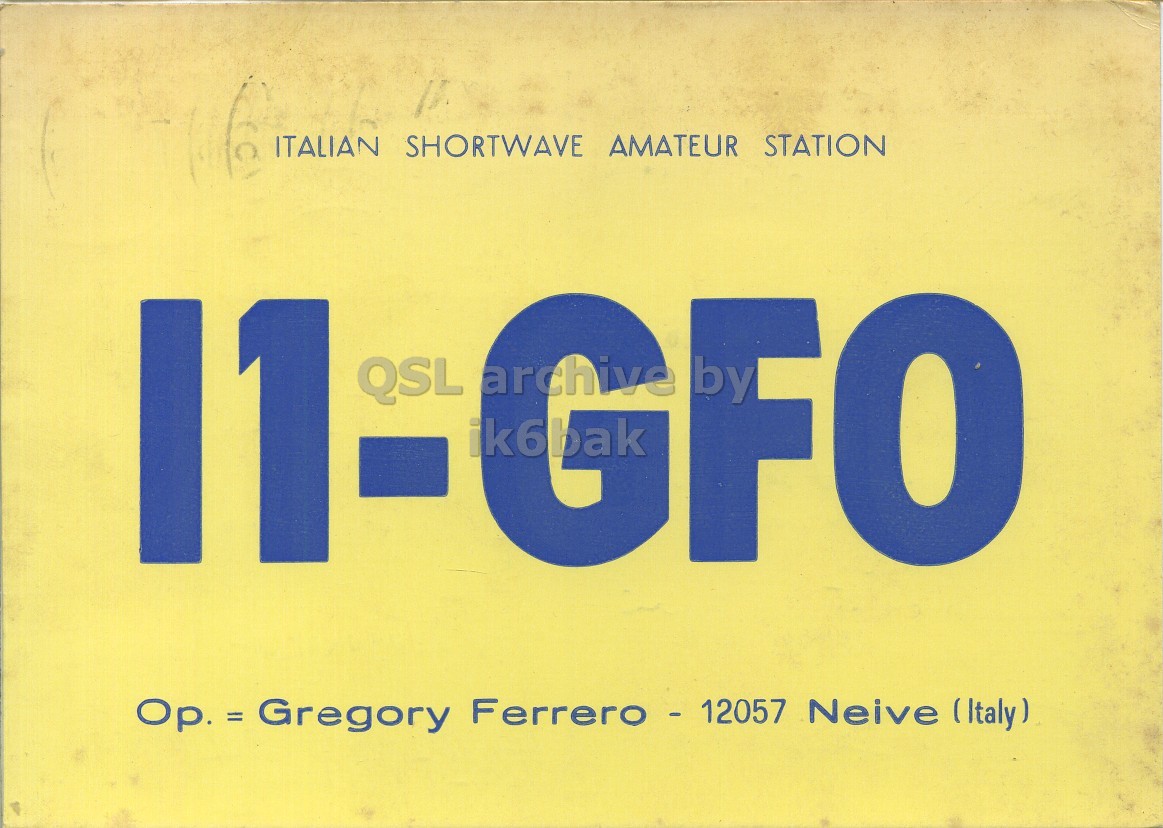 ITALIAN SHORTWAVE AMATEUR STATION
I1-GFO
QSL archive by
ik6bak
Op. = Gregory Ferrero - 12057 Neive (Italy)